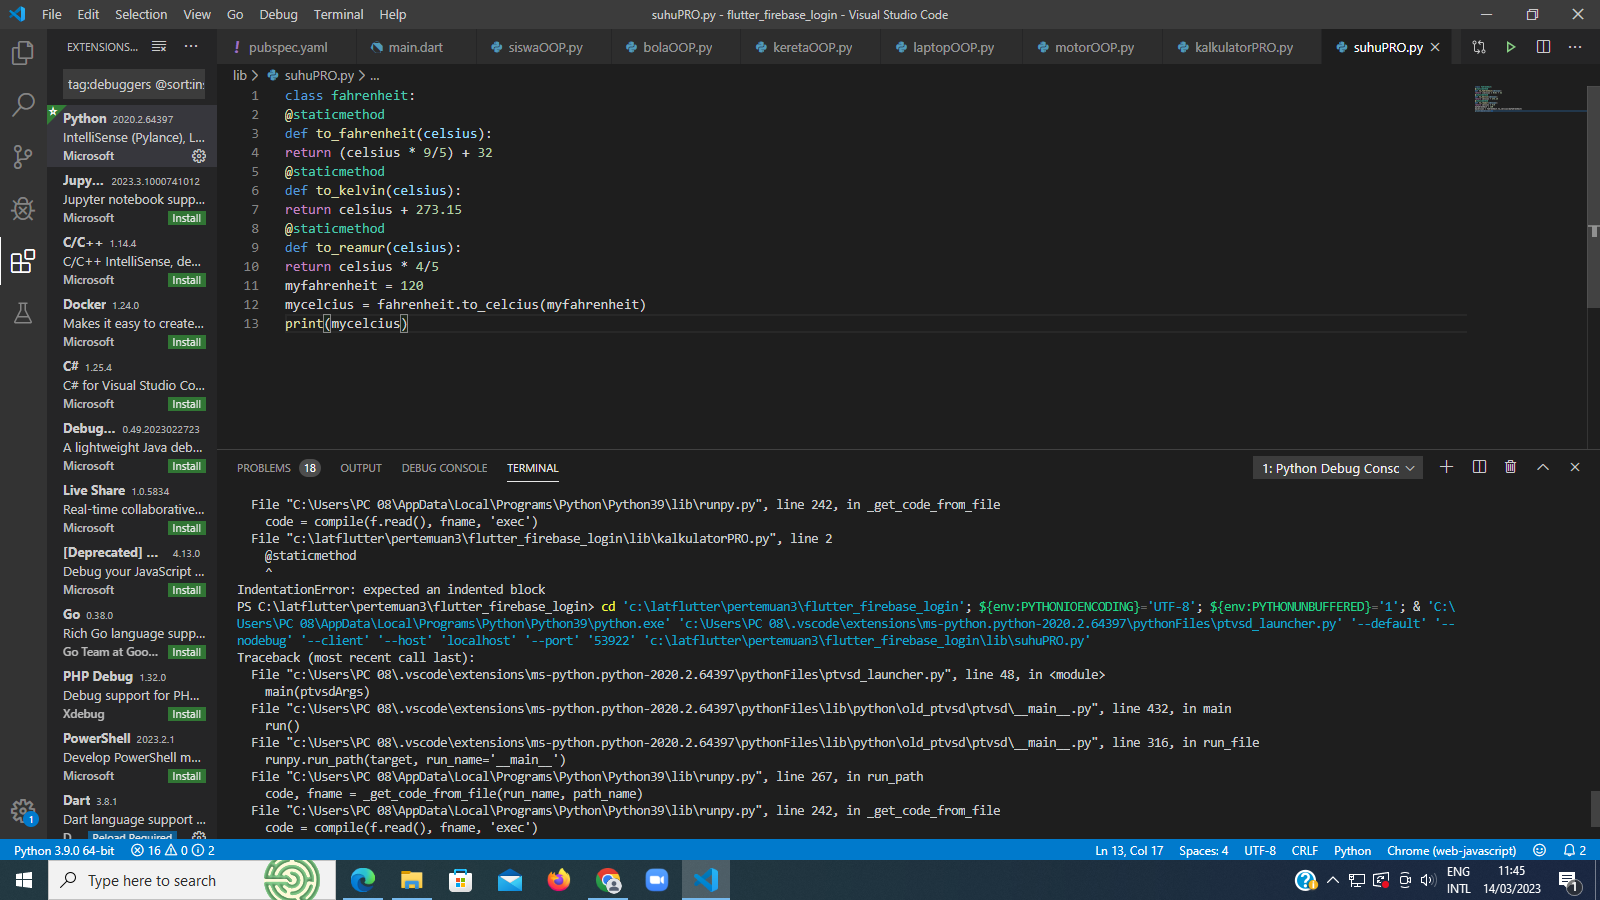 File Edit Selection View Go Debug Terminal Help
suhuPRO.py - flutter_firebase_login - Visual Studio Code
EXTENSIONS...
tag:debuggers @sort:in
Python 2020.2.64397
IntelliSense (Pylance), L...
Microsoft
Jupy... 2023.3.1000741012
Jupyter notebook supp...
Microsoft Install
C/C++ 1.14.4
C/C++ IntelliSense, de...
Microsoft Install
Docker 1.24.0
Makes it easy to create...
Microsoft Install
C# 1.25.4
C# for Visual Studio Co...
Microsoft Install
Debug... 0.49.2023022723
A lightweight Java deb...
Microsoft Install
Live Share 1.0.5834
Real-time collaborative...
Microsoft Install
[Deprecated] ... 4.13.0
Debug your JavaScript ...
Microsoft Install
Go 0.38.0
Rich Go language supp...
Go Team at Goo... Install
PHP Debug 1.32.0
Debug support for PH...
Xdebug Install
PowerShell 2023.2.1
Develop PowerShell m...
Microsoft Install
Dart 3.8.1
Dart language support ...
Reload Required
! pubspec.yaml main.dart siswaOOP.py bolaOOP.py keretaOOP.py laptopOOP.py motorOOP.py kalkulatorPRO.py suhuPRO.py
lib > suhuPRO.py > ...
1 class fahrenheit:
2 @staticmethod
3 def to_fahrenheit(celsius):
4 return (celsius * 9/5) + 32
5 @staticmethod
6 def to_kelvin(celsius):
7 return celsius + 273.15
8 @staticmethod
9 def to_reamur(celsius):
10 return celsius * 4/5
11 myfahrenheit = 120
12 mycelcius = fahrenheit.to_celcius(myfahrenheit)
13 print(mycelcius)
PROBLEMS 18 OUTPUT DEBUG CONSOLE TERMINAL
1: Python Debug Consc
File "C:\Users\PC 08\AppData\Local\Programs\Python\Python39\lib\runpy.py", line 242, in _get_code_from_file
code = compile(f.read(), fname, 'exec')
File "c:\latflutter\pertemuan3\flutter_firebase_login\lib\kalkulatorPRO.py", line 2
@staticmethod
^
IndentationError: expected an indented block
PS C:\latflutter\pertemuan3\flutter_firebase_login> cd 'c:\latflutter\pertemuan3\flutter_firebase_login'; ${env:PYTHONIOENCODING}='UTF-8'; ${env:PYTHONUNBUFFERED}='1'; & 'C:\
Users\PC 08\AppData\Local\Programs\Python\Python39\python.exe' 'c:\Users\PC 08\.vscode\extensions\ms-python.python-2020.2.64397\pythonFiles\ptvsd_launcher.py' '--default' '--
nodebug' '--client' '--host' 'localhost' '--port' '53922' 'c:\latflutter\pertemuan3\flutter_firebase_login\lib\suhuPRO.py'
Traceback (most recent call last):
File "c:\Users\PC 08\.vscode\extensions\ms-python.python-2020.2.64397\pythonFiles\ptvsd_launcher.py", line 48, in <module>
main(ptvsdArgs)
File "c:\Users\PC 08\.vscode\extensions\ms-python.python-2020.2.64397\pythonFiles\lib\python\old_ptvsd\ptvsd\__main__.py", line 432, in main
run()
File "c:\Users\PC 08\.vscode\extensions\ms-python.python-2020.2.64397\pythonFiles\lib\python\old_ptvsd\ptvsd\__main__.py", line 316, in run_file
runpy.run_path(target, run_name='__main__')
File "C:\Users\PC 08\AppData\Local\Programs\Python\Python39\lib\runpy.py", line 267, in run_path
code, fname = _get_code_from_file(run_name, path_name)
File "C:\Users\PC 08\AppData\Local\Programs\Python\Python39\lib\runpy.py", line 242, in _get_code_from_file
code = compile(f.read(), fname, 'exec')
Python 3.9.0 64-bit 16 0 2
Ln 13, Col 17 Spaces: 4 UTF-8 CRLF Python Chrome (web-javascript) 2
Type here to search
ENG
INTL
11:45
14/03/2023
1